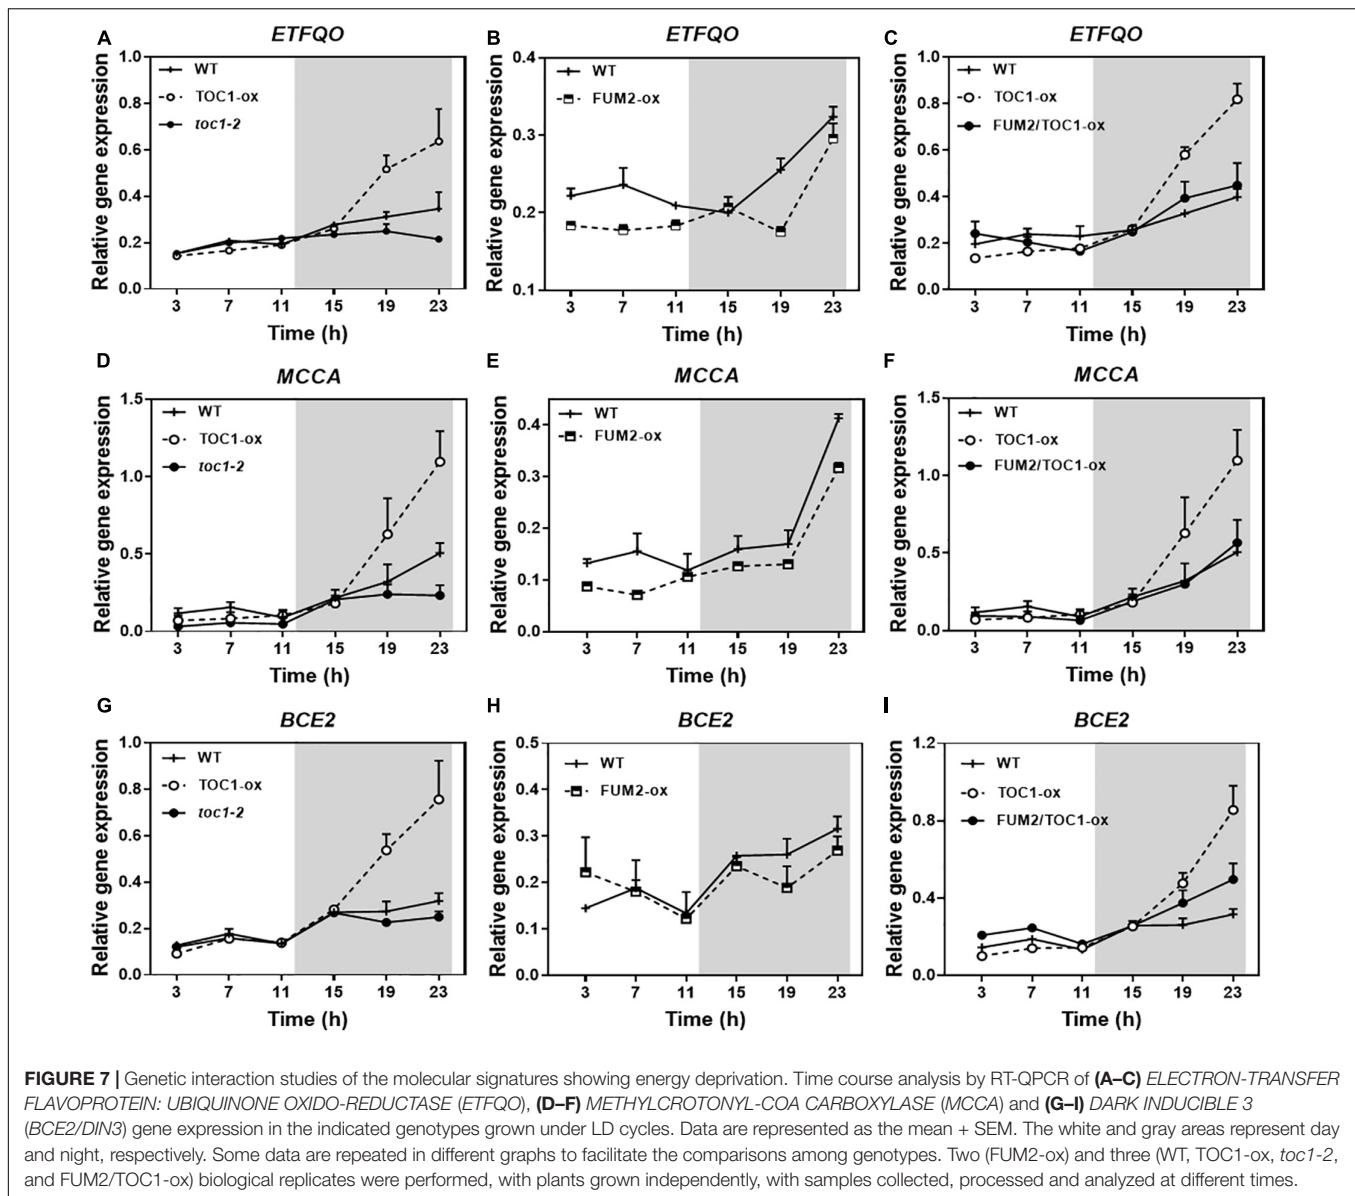 A
ETFQO
Relative gene expression
1.0
0.8
0.6
0.4
0.2
0.0
WT
TOC1-ox
toc1-2
3 7 11 15 19 23
Time (h)
B
ETFQO
Relative gene expression
0.4
0.3
0.2
0.1
WT
FUM2-ox
3 7 11 15 19 23
Time (h)
C
ETFQO
Relative gene expression
1.0
0.8
0.6
0.4
0.2
0.0
WT
TOC1-ox
FUM2/TOC1-ox
3 7 11 15 19 23
Time (h)
D
MCCA
Relative gene expression
1.5
1.0
0.5
0.0
WT
TOC1-ox
toc1-2
3 7 11 15 19 23
Time (h)
E
MCCA
Relative gene expression
0.4
0.3
0.2
0.1
0.0
WT
FUM2-ox
3 7 11 15 19 23
Time (h)
F
MCCA
Relative gene expression
1.5
1.0
0.5
0.0
WT
TOC1-ox
FUM2/TOC1-ox
3 7 11 15 19 23
Time (h)
G
BCE2
Relative gene expression
1.0
0.8
0.6
0.4
0.2
0.0
WT
TOC1-ox
toc1-2
3 7 11 15 19 23
Time (h)
H
BCE2
Relative gene expression
0.5
0.4
0.3
0.2
0.1
0.0
WT
FUM2-ox
3 7 11 15 19 23
Time (h)
I
BCE2
Relative gene expression
1.2
0.8
0.4
0.0
WT
TOC1-ox
FUM2/TOC1-ox
3 7 11 15 19 23
Time (h)
FIGURE 7 | Genetic interaction studies of the molecular signatures showing energy deprivation. Time course analysis by RT-QPCR of (A–C) ELECTRON-TRANSFER
FLAVOPROTEIN: UBIQUINONE OXIDO-REDUCTASE (ETFQO), (D–F) METHYLCROTONYL-COA CARBOXYLASE (MCCA) and (G–I) DARK INDUCIBLE 3
(BCE2/DIN3) gene expression in the indicated genotypes grown under LD cycles. Data are represented as the mean + SEM. The white and gray areas represent day
and night, respectively. Some data are repeated in different graphs to facilitate the comparisons among genotypes. Two (FUM2-ox) and three (WT, TOC1-ox, toc1-2,
and FUM2/TOC1-ox) biological replicates were performed, with plants grown independently, with samples collected, processed and analyzed at different times.